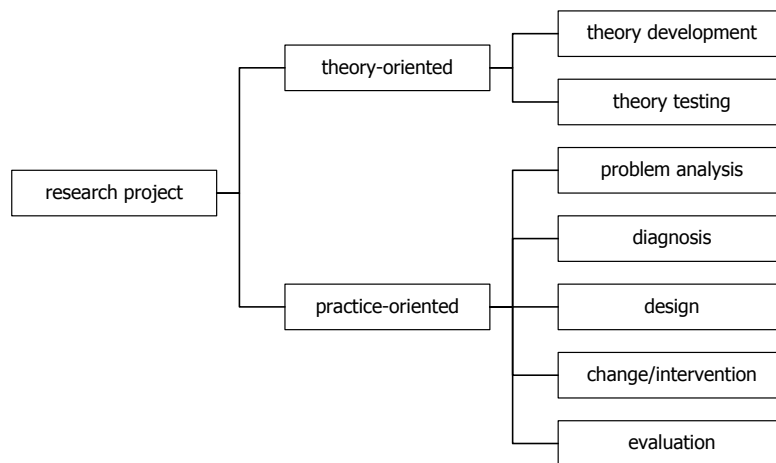 research project
theory-oriented
theory development
theory testing
practice-oriented
problem analysis
diagnosis
design
change/intervention
evaluation